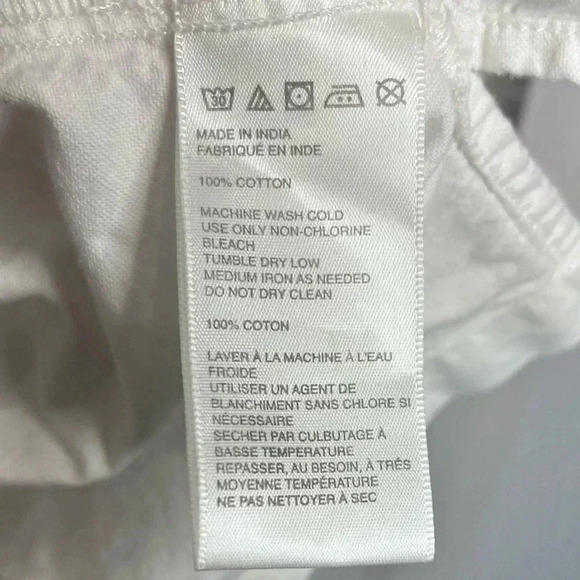 30
MADE IN INDIA
FABRIQUÉ EN INDE
100% COTTON
MACHINE WASH COLD
USE ONLY NON-CHLORINE
BLEACH
TUMBLE DRY LOW
MEDIUM IRON AS NEEDED
DO NOT DRY CLEAN
100% COTON
LAVER À LA MACHINE À L'EAU
FROIDE
UTILISER UN AGENT DE
BLANCHIMENT SANS CHLORE SI
NÉCESSAIRE
SECHER PAR CULBUTAGE À
BASSE TEMPERATURE
REPASSER, AU BESOIN, À TRÉS
MOYENNE TEMPÉRATURE
NE PAS NETTOYER À SEC